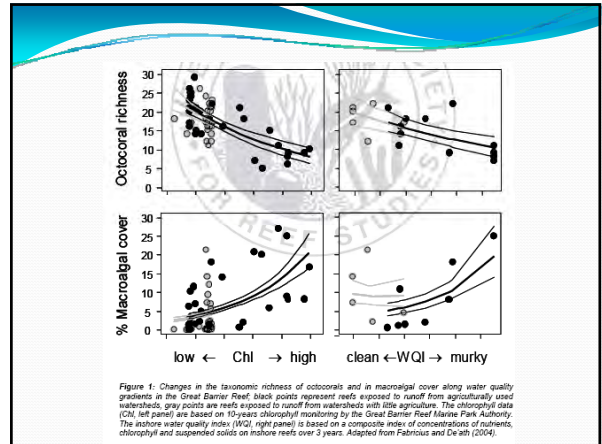 SOCIETY
FOR REEF STUDIES
Octocoral richness
30
25
20
15
10
5
0
% Macroalgal cover
30
25
20
15
10
5
0
low ← Chl → high
clean ←WQI→ murky
Figure 1: Changes in the taxonomic richness of octocorals and in macroalgal cover along water quality
gradients in the Great Barrier Reef; black points represent reefs exposed to runoff from agriculturally used
watersheds, gray points are reefs exposed to runoff from watersheds with little agriculture. The chlorophyll data
(Chl, left panel) are based on 10-years chlorophyll monitoring by the Great Barrier Reef Marine Park Authority.
The inshore water quality index (WQI, right panel) is based on a composite index of concentrations of nutrients,
chlorophyll and suspended solids on inshore reefs over 3 years. Adapted from Fabricius and De'ath (2004).